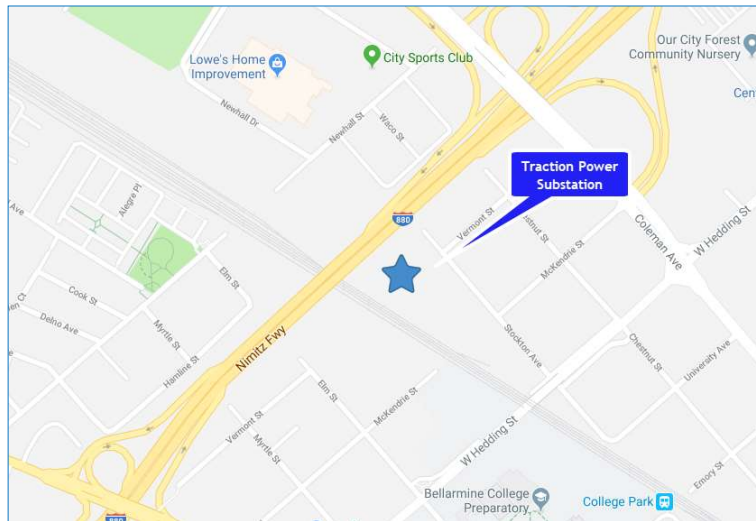 Our City Forest
Community Nursery
Lowe's Home
Improvement
City Sports Club
Newhall Dr
Newhall St
Waco St
Traction Power
Substation
Alegre Pl
880
Vermont St
McKendrie St
Coleman Ave
W Hedding St
Elm St
Cook St
Delno Ave
Myrtle St
Hamline St
Nimitz Fwy
Stockton Ave
Chestnut St
University Ave
Elm St
McKendrie St
Vermont St
Myrtle St
W Hedding St
Emory St
Bellarmine College
Preparatory
College Park
880